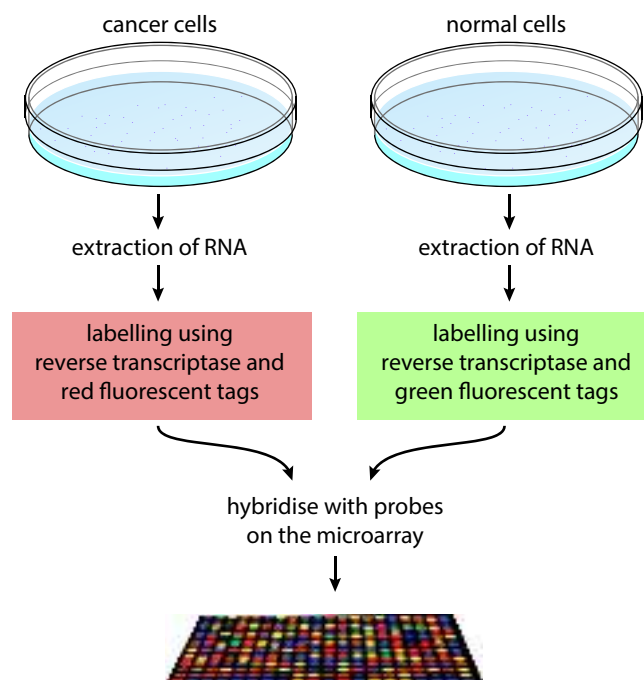 cancer cells
normal cells
extraction of RNA
extraction of RNA
labelling using
reverse transcriptase and
red fluorescent tags
labelling using
reverse transcriptase and
green fluorescent tags
hybridise with probes
on the microarray